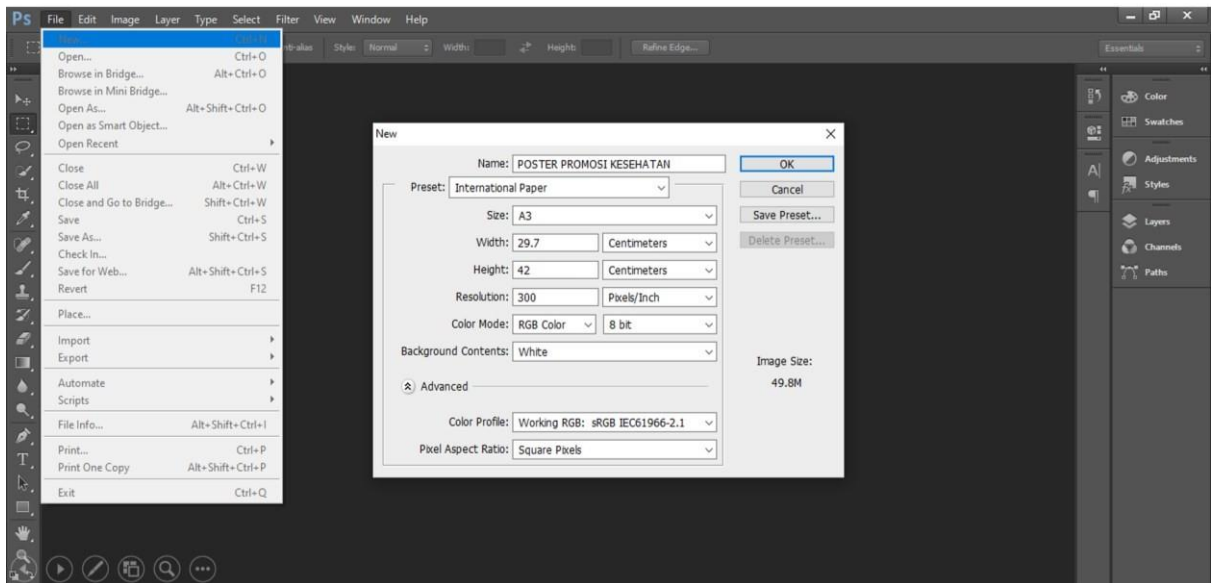 Ps File Edit Image Layer Type Select Filter View Window Help
New... Ctrl+N
nti-alias Style: Normal Width: Height: Refine Edge... Essentials
Open... Ctrl+O
Browse in Bridge... Alt+Ctrl+O
Browse in Mini Bridge...
Open As... Alt+Shift+Ctrl+O
Open as Smart Object...
Open Recent
Close Ctrl+W
Close All Alt+Ctrl+W
Close and Go to Bridge... Shift+Ctrl+W
Save Ctrl+S
Save As... Shift+Ctrl+S
Check In...
Save for Web... Alt+Shift+Ctrl+S
Revert F12
Place...
Import
Export
Automate
Scripts
File Info... Alt+Shift+Ctrl+I
Print... Ctrl+P
Print One Copy Alt+Shift+Ctrl+P
Exit Ctrl+Q
New
Name: POSTER PROMOSI KESEHATAN OK
Preset: International Paper Cancel
Size: A3 Save Preset...
Width: 29.7 Centimeters Delete Preset...
Height: 42 Centimeters
Resolution: 300 Pixels/Inch
Color Mode: RGB Color 8 bit
Background Contents: White
Image Size:
49.8M
Advanced
Color Profile: Working RGB: sRGB IEC61966-2.1
Pixel Aspect Ratio: Square Pixels
Color
Swatches
Adjustments
Styles
Layers
Channels
Paths